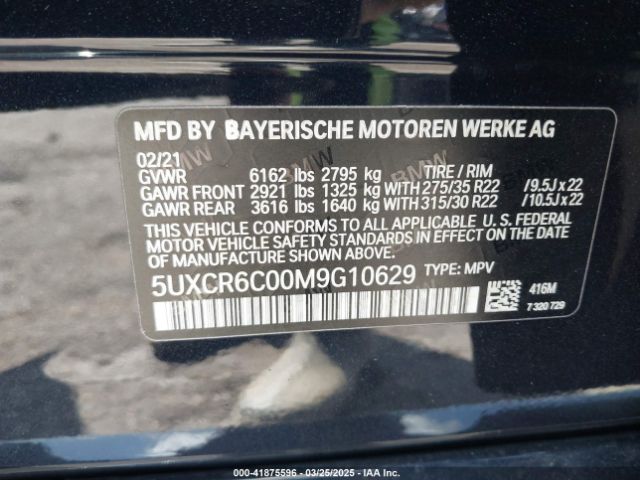 MFD BY BAYERISCHE MOTOREN WERKE AG
02/21
GVWR 6162 lbs 2795 kg TIRE / RIM
GAWR FRONT 2921 lbs 1325 kg WITH 275/35 R22 /9.5J x 22
GAWR REAR 3616 lbs 1640 kg WITH 315/30 R22 /10.5J x 22
THIS VEHICLE CONFORMS TO ALL APPLICABLE U.S. FEDERAL
MOTOR VEHICLE SAFETY STANDARDS IN EFFECT ON THE DATE
OF MANUFACTURE SHOWN ABOVE.
5UXCR6C00M9G10629 TYPE: MPV
416M
7 320 729
000-41875596 - 03/25/2025 - IAA Inc.